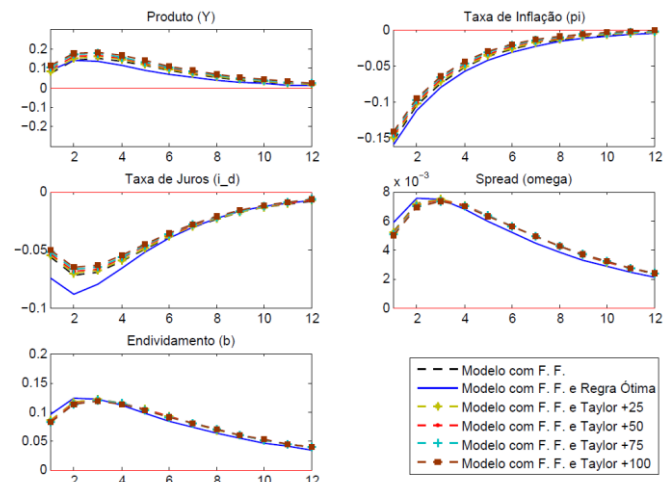 Produto (Y)
0.2
0.1
0
-0.1
-0.2
2 4 6 8 10 12
Taxa de Inflação (pi)
0
-0.05
-0.1
-0.15
2 4 6 8 10 12
Taxa de Juros (i_d)
0
-0.05
-0.1
2 4 6 8 10 12
Spread (omega)
x 10⁻³
8
6
4
2
0
2 4 6 8 10 12
Endividamento (b)
0.2
0.15
0.1
0.05
0
2 4 6 8 10 12
Modelo com F. F.
Modelo com F. F. e Regra Ótima
Modelo com F. F. e Taylor +25
Modelo com F. F. e Taylor +50
Modelo com F. F. e Taylor +75
Modelo com F. F. e Taylor +100